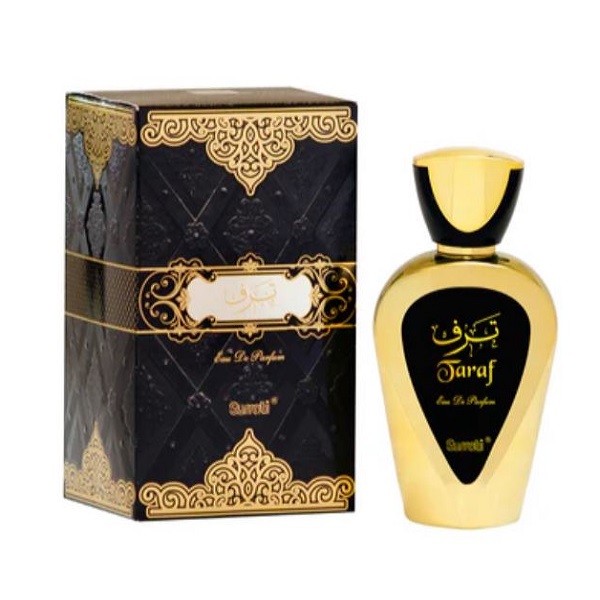 ترف
Eau De Parfum
Surrati®
ترف
Taraf
Eau De Parfum
Surrati®